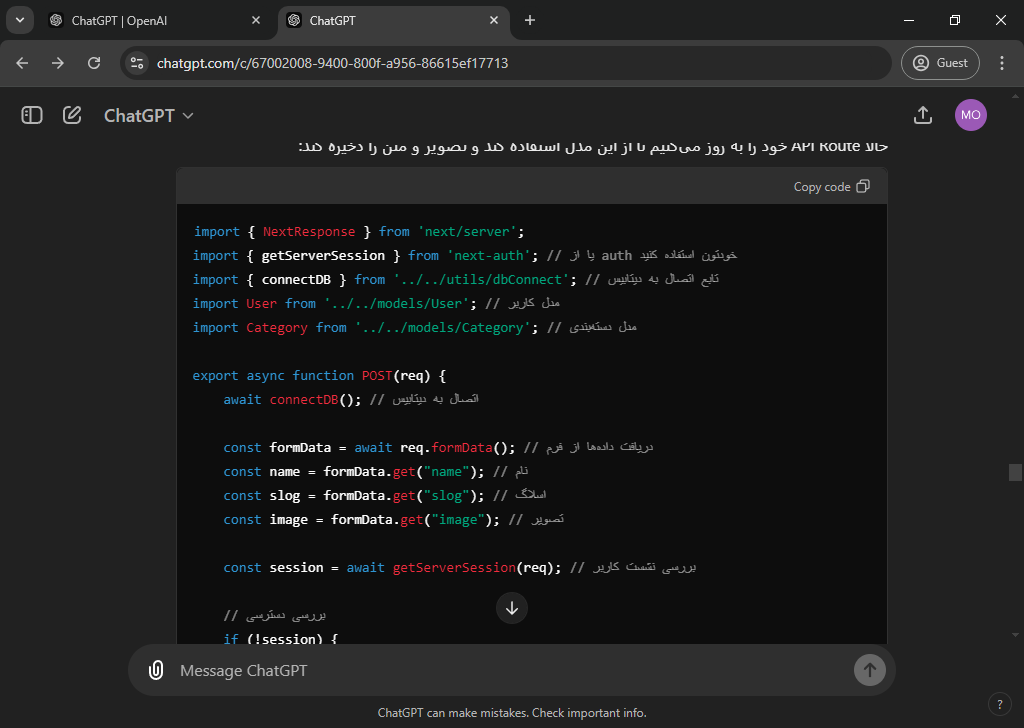 ChatGPT | OpenAI
ChatGPT
chatgpt.com/c/67002008-9400-800f-a956-86615ef17713
Guest
ChatGPT
MO
حالا API Route خود را به روز می‌کنیم تا از این مدل استفاده کند و تصویر و متن را ذخیره کند:
Copy code
import { NextResponse } from 'next/server';
import { getServerSession } from 'next-auth'; // یا از auth خودتون استفاده کنید
import { connectDB } from '../../utils/dbConnect'; // تابع اتصال به دیتابیس
import User from '../../models/User'; // مدل کاربر
import Category from '../../models/Category'; // مدل دسته‌بندی
export async function POST(req) {
await connectDB(); // اتصال به دیتابیس
const formData = await req.formData(); // دریافت داده‌ها از فرم
const name = formData.get("name"); // نام
const slog = formData.get("slog"); // اسلاگ
const image = formData.get("image"); // تصویر
const session = await getServerSession(req); // بررسی نشست کاربر
// بررسی دسترسی
if (!session) {
Message ChatGPT
ChatGPT can make mistakes. Check important info.
?